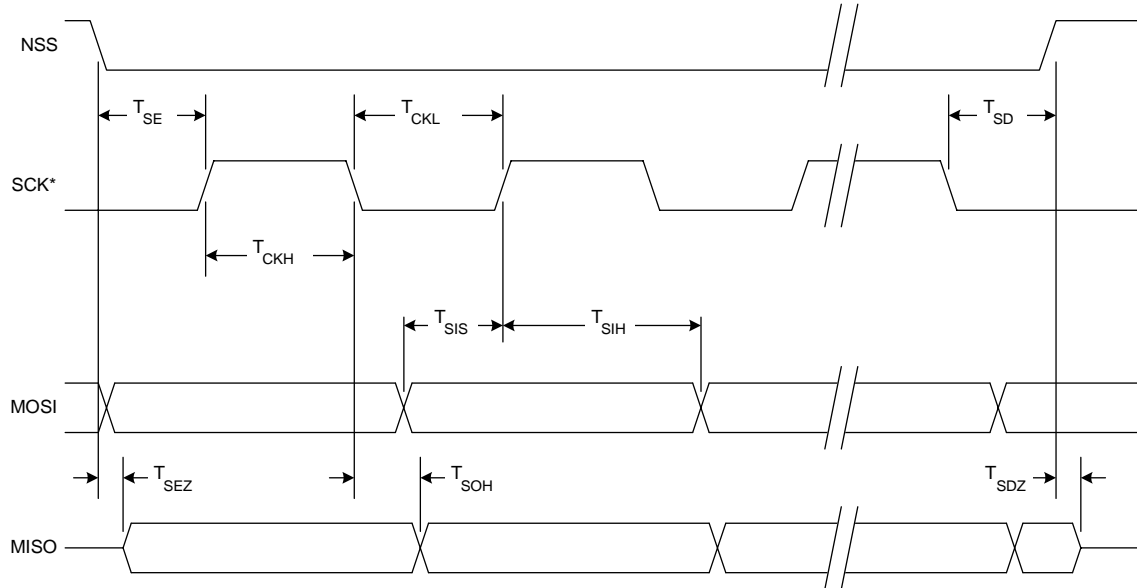 NSS
T_SE
T_CKL
T_SD
SCK*
T_CKH
T_SIS
T_SIH
MOSI
T_SEZ
T_SOH
T_SDZ
MISO